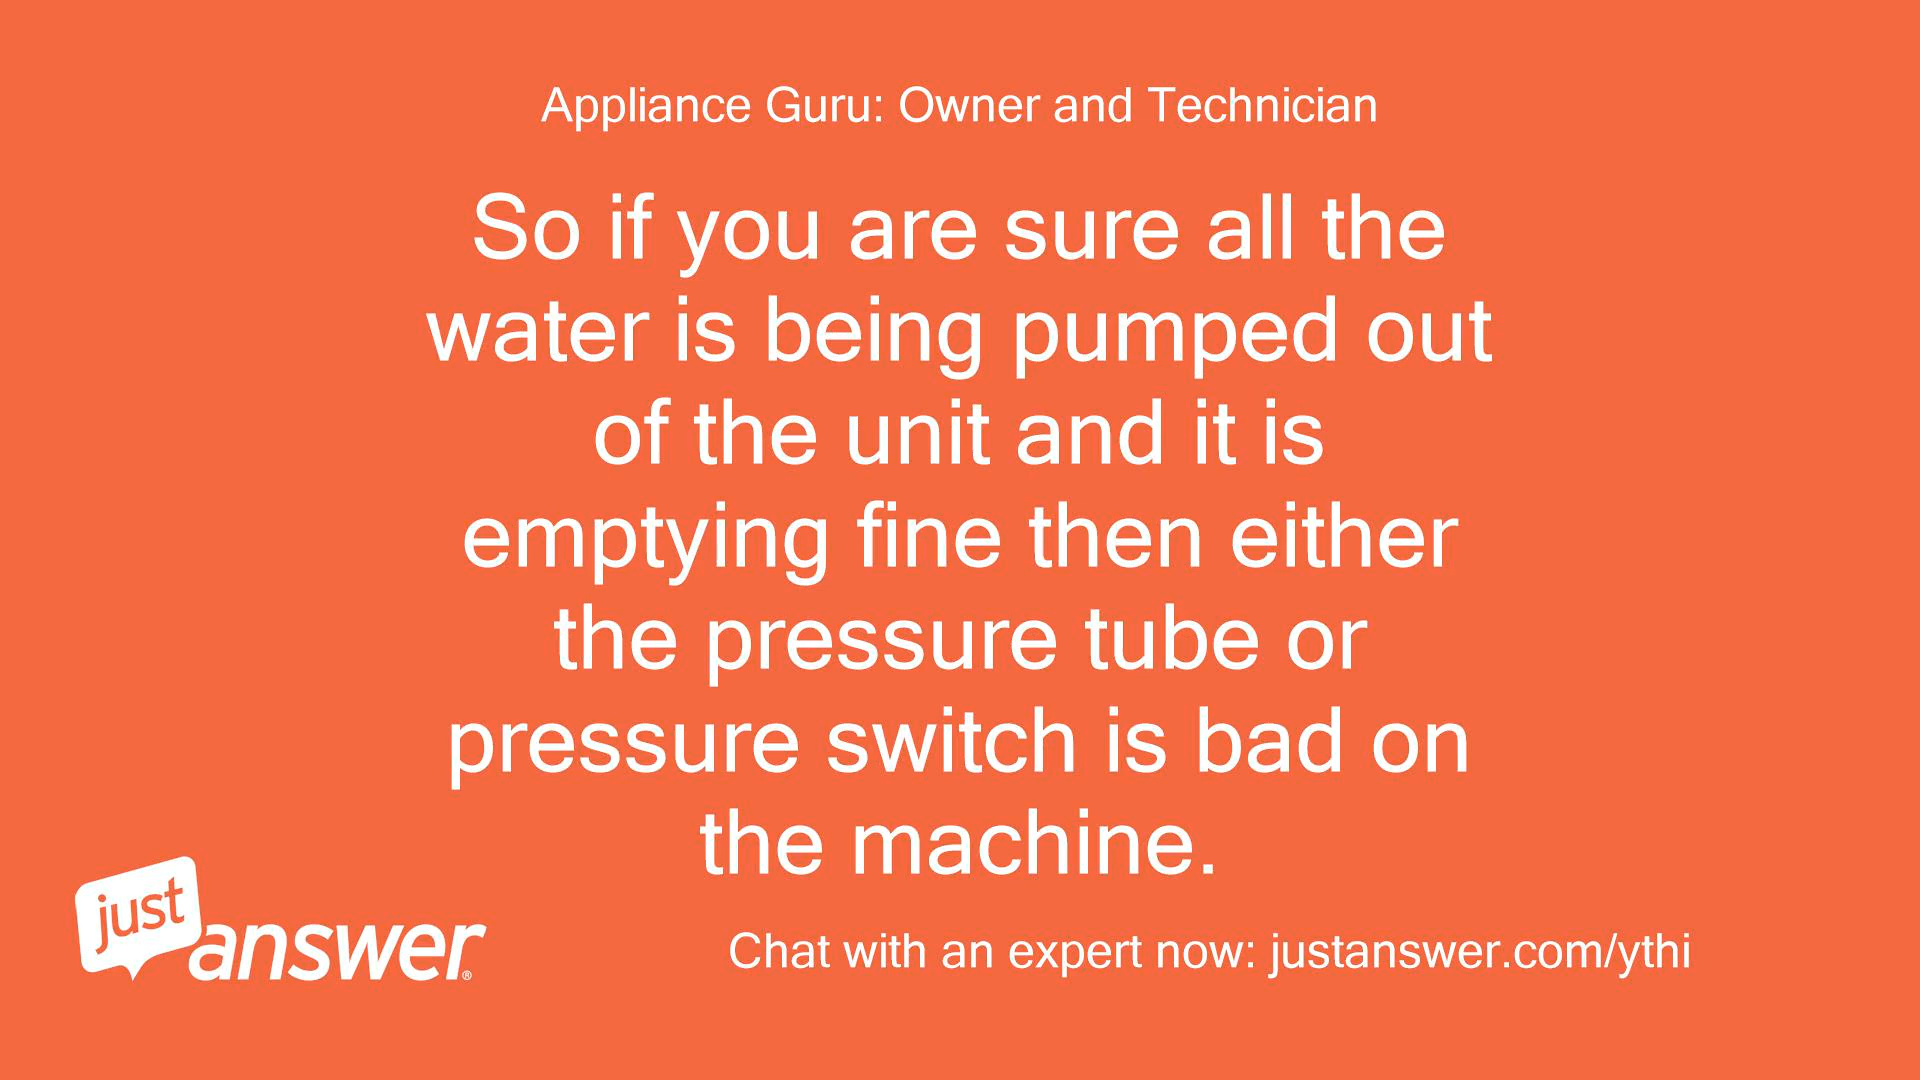 Appliance Guru: Owner and Technician
So if you are sure all the
water is being pumped out
of the unit and it is
emptying fine then either
the pressure tube or
pressure switch is bad on
the machine.
just
answer®
Chat with an expert now: justanswer.com/ythi